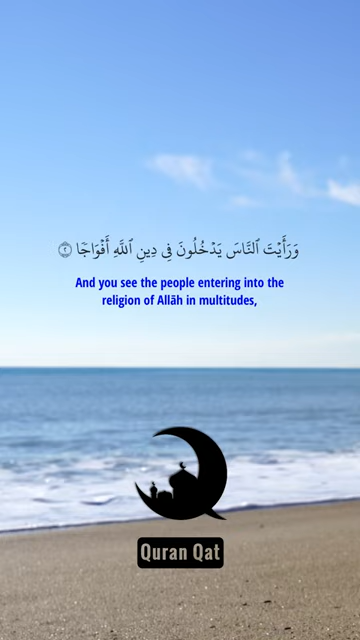 وَرَأَيْتَ ٱلنَّاسَ يَدْخُلُونَ فِى دِينِ ٱللَّهِ أَفْوَاجًا ٢
And you see the people entering into the
religion of Allāh in multitudes,
Quran Qat